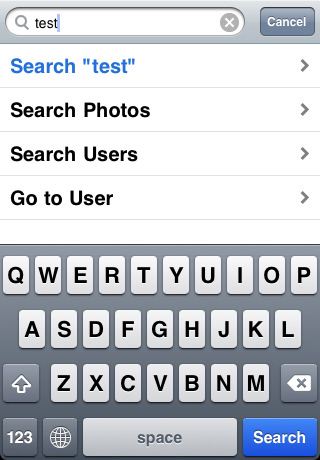 test
Cancel
Search "test"
Search Photos
Search Users
Go to User
Q W E R T Y U I O P
A S D F G H J K L
Z X C V B N M
123 space Search